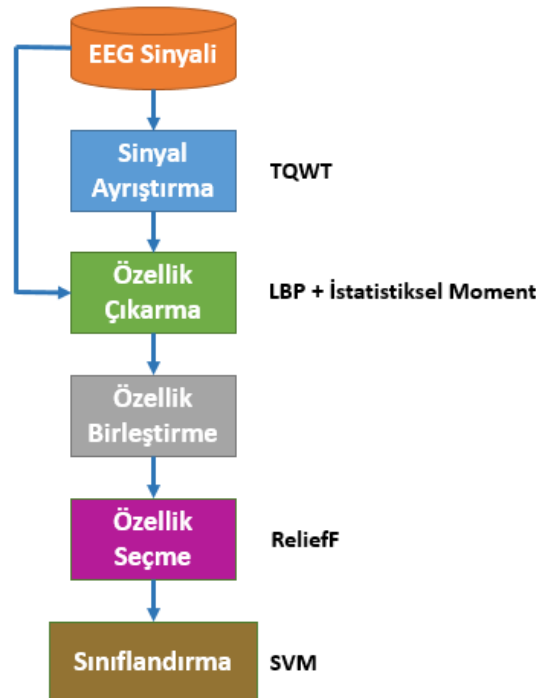 EEG Sinyali
Sinyal
Ayrıştırma
TQWT
Özellik
Çıkarma
LBP + İstatistiksel Moment
Özellik
Birleştirme
Özellik
Seçme
ReliefF
Sınıflandırma
SVM